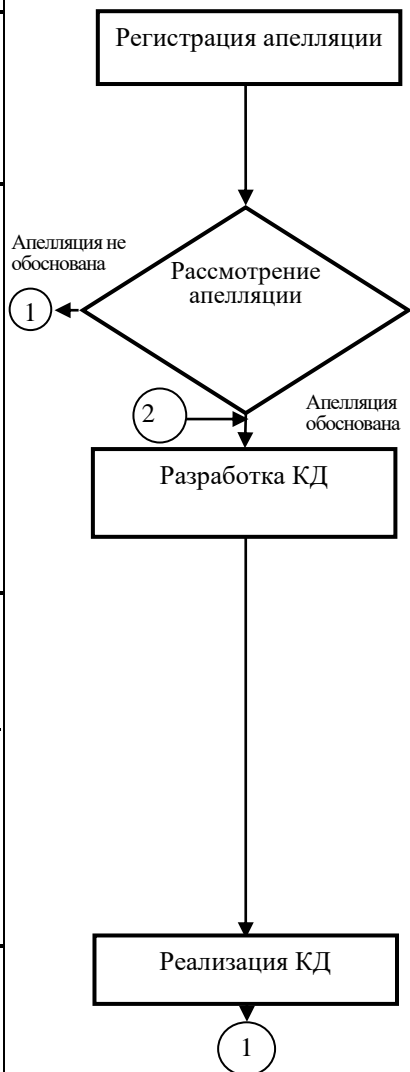 Регистрация апелляции
Апелляция не
обоснована
Рассмотрение
апелляции
1
2
Апелляция
обоснована
Разработка КД
Реализация КД
1